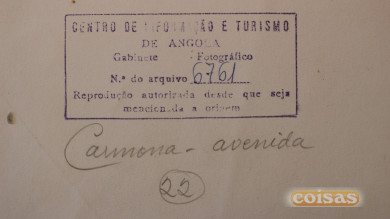 CENTRO DE INFORMAÇÃO E TURISMO
DE ANGOLA
Gabinete Fotográfico
N.º do arquivo 6761
Reprodução autorizada desde que seja
mencionada a origem
Carmona - avenida
22
coisas